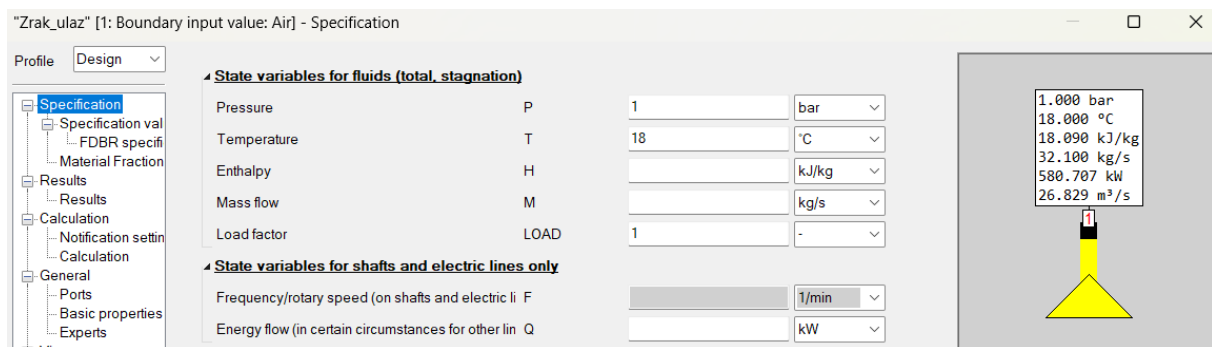 "Zrak_ulaz" [1: Boundary input value: Air] - Specification
Profile Design
Specification
Specification val
FDBR specifi
Material Fraction
Results
Results
Calculation
Notification settin
Calculation
General
Ports
Basic properties
Experts
State variables for fluids (total, stagnation)
Pressure P 1 bar
Temperature T 18 °C
Enthalpy H kJ/kg
Mass flow M kg/s
Load factor LOAD 1 -
State variables for shafts and electric lines only
Frequency/rotary speed (on shafts and electric li F 1/min
Energy flow (in certain circumstances for other lin Q kW
1.000 bar
18.000 °C
18.090 kJ/kg
32.100 kg/s
580.707 kW
26.829 m³/s
1